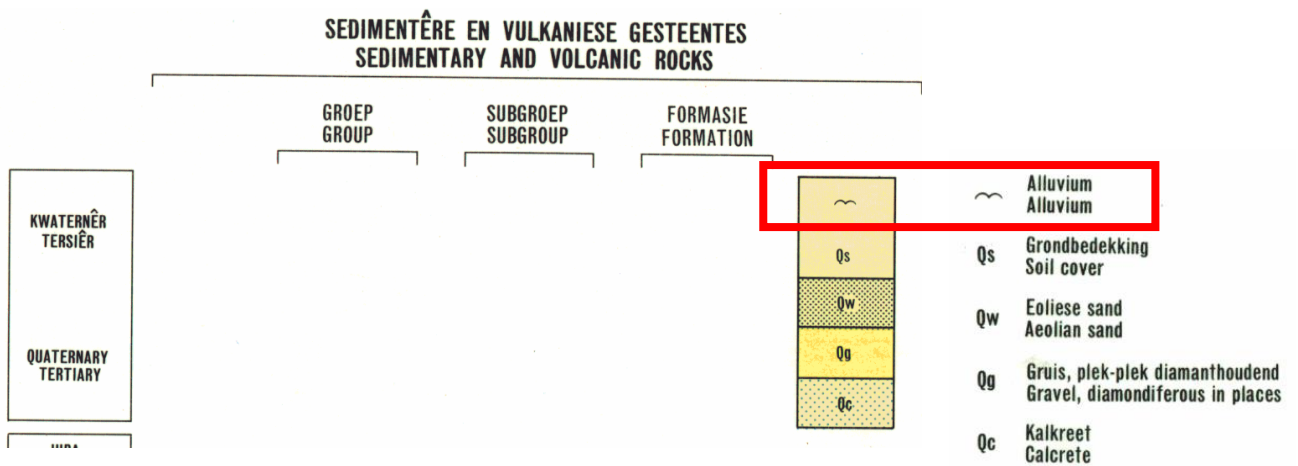 SEDIMENTÊRE EN VULKANIESE GESTEENTES
SEDIMENTARY AND VOLCANIC ROCKS
GROEP
GROUP
SUBGROEP
SUBGROUP
FORMASIE
FORMATION
KWATERNÊR
TERSIÊR
QUATERNARY
TERTIARY
Qs
Qw
Qg
Qc
Alluvium
Alluvium
Qs Grondbedekking
Soil cover
Qw Eoliese sand
Aeolian sand
Qg Gruis, plek-plek diamanthoudend
Gravel, diamondiferous in places
Qc Kalkreet
Calcrete